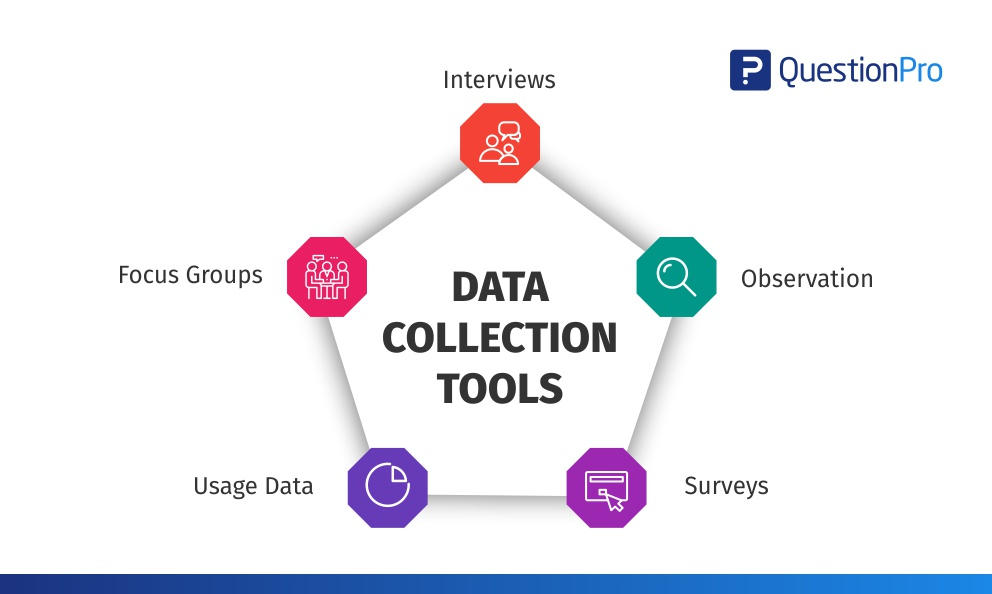 Interviews
QuestionPro
Focus Groups
Observation
DATA
COLLECTION
TOOLS
Usage Data
Surveys